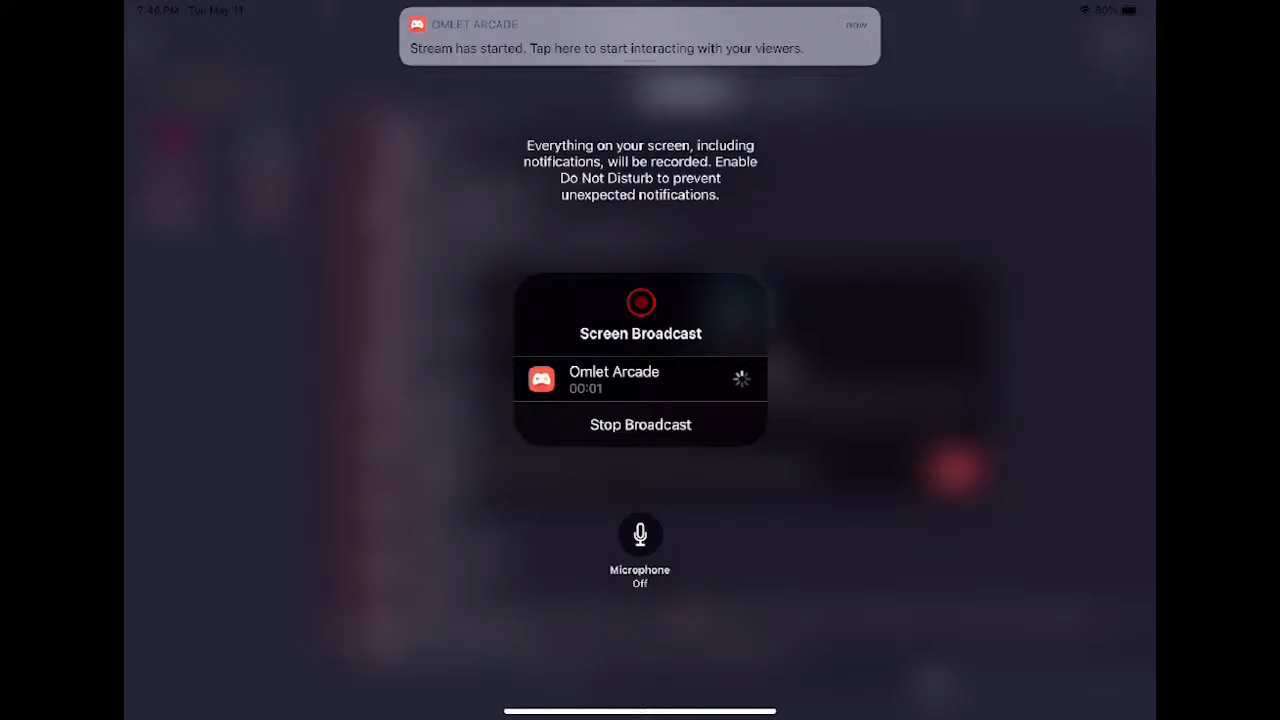 7:46 PM Tue May 11
80%
OMLET ARCADE
now
Stream has started. Tap here to start interacting with your viewers.
Everything on your screen, including
notifications, will be recorded. Enable
Do Not Disturb to prevent
unexpected notifications.
Screen Broadcast
Omlet Arcade
00:01
Stop Broadcast
Microphone
Off